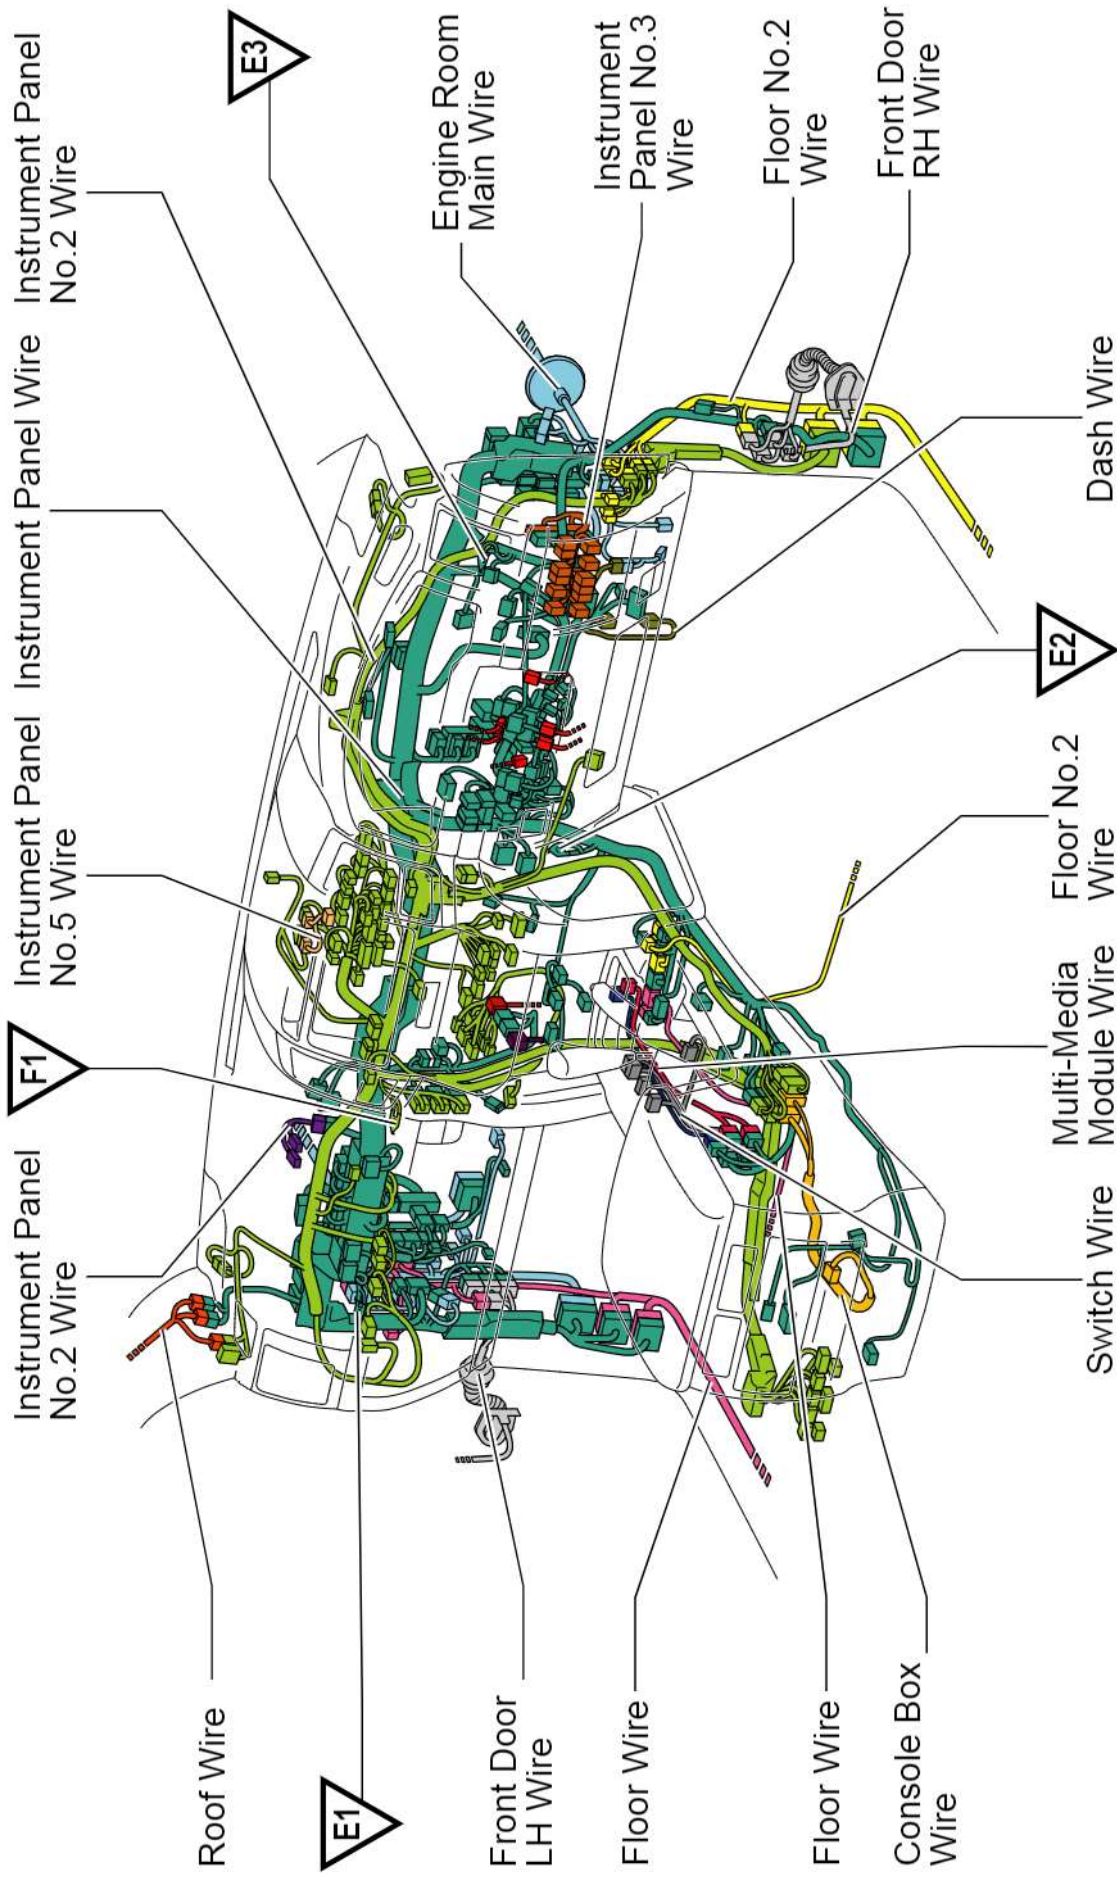 Instrument Panel
No.2 Wire
F1
Instrument Panel
No.5 Wire
Instrument Panel Wire
Instrument Panel
No.2 Wire
E3
Roof Wire
E1
Engine Room
Main Wire
Front Door
LH Wire
Instrument
Panel No.3
Wire
Floor Wire
Floor No.2
Wire
Floor Wire
Front Door
RH Wire
Console Box
Wire
Switch Wire
Multi-Media
Module Wire
Floor No.2
Wire
E2
Dash Wire